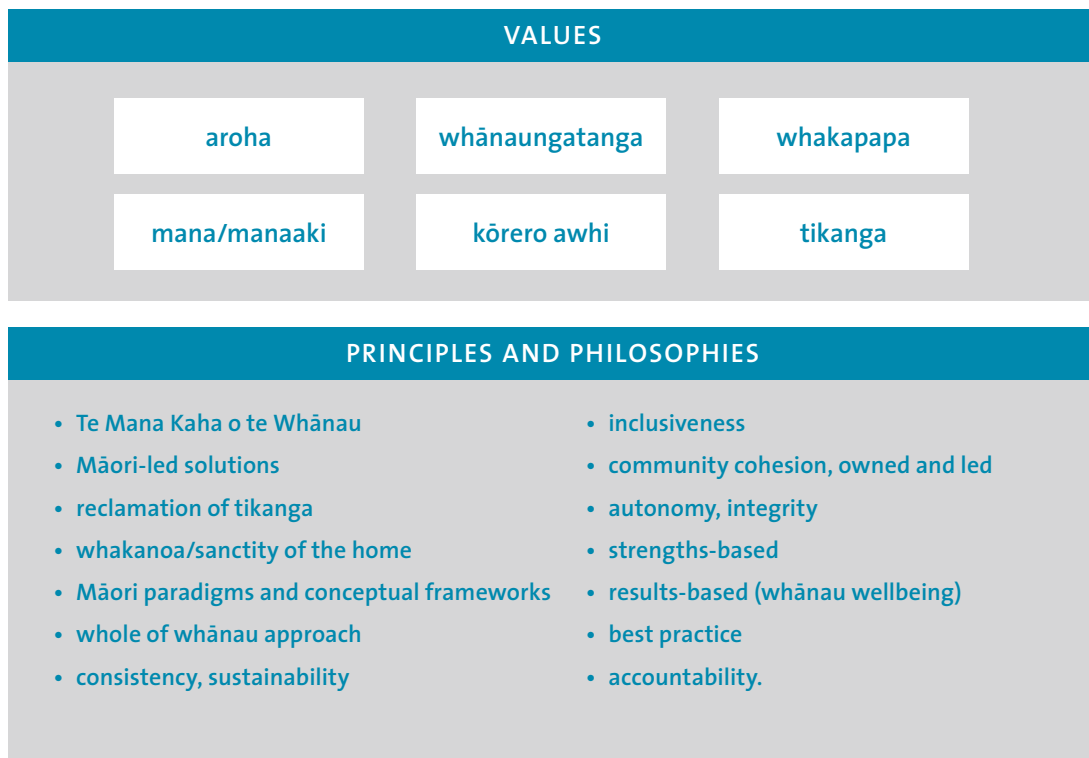 VALUES
aroha
whānaungatanga
whakapapa
mana/manaaki
kōrero awhi
tikanga
PRINCIPLES AND PHILOSOPHIES
• Te Mana Kaha o te Whānau
• Māori-led solutions
• reclamation of tikanga
• whakanoa/sanctity of the home
• Māori paradigms and conceptual frameworks
• whole of whānau approach
• consistency, sustainability
• inclusiveness
• community cohesion, owned and led
• autonomy, integrity
• strengths-based
• results-based (whānau wellbeing)
• best practice
• accountability.